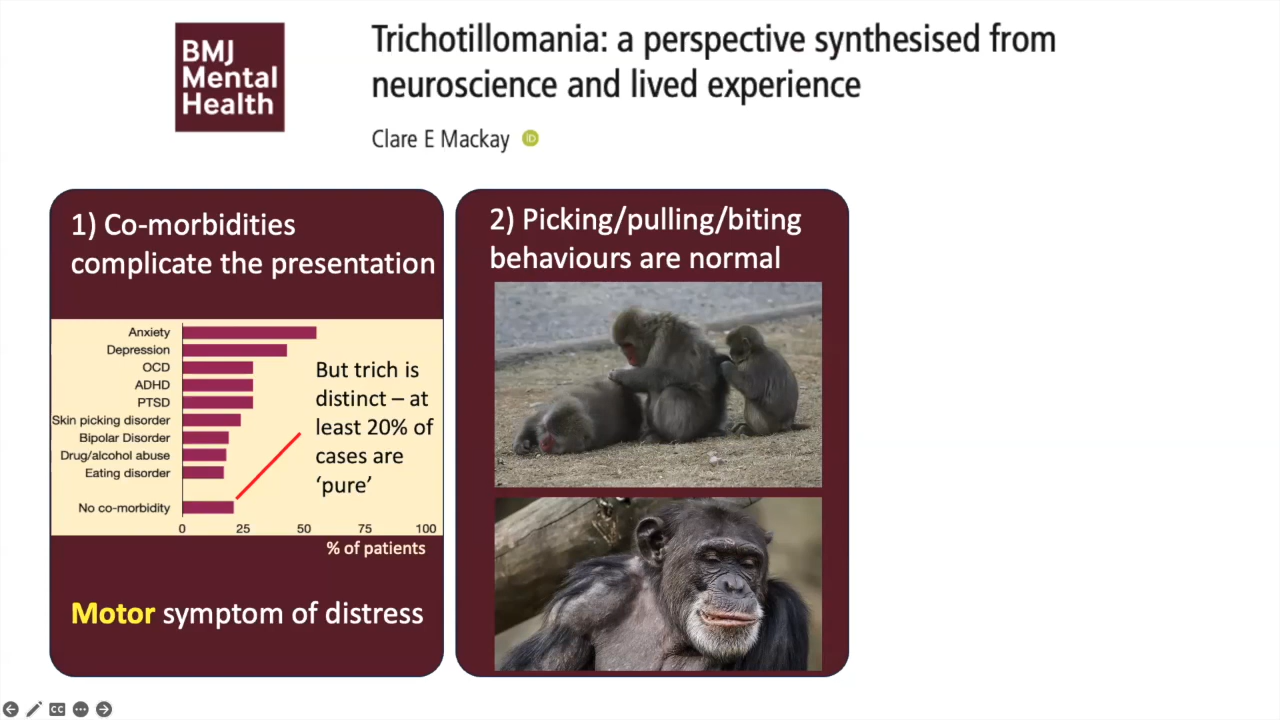 BMJ
Mental
Health
Trichotillomania: a perspective synthesised from
neuroscience and lived experience
Clare E Mackay iD
1) Co-morbidities
complicate the presentation
Anxiety
Depression
OCD
ADHD
PTSD
Skin picking disorder
Bipolar Disorder
Drug/alcohol abuse
Eating disorder
No co-morbidity
0 25 50 75 100
% of patients
But trich is
distinct – at
least 20% of
cases are
‘pure’
Motor symptom of distress
2) Picking/pulling/biting
behaviours are normal
CC